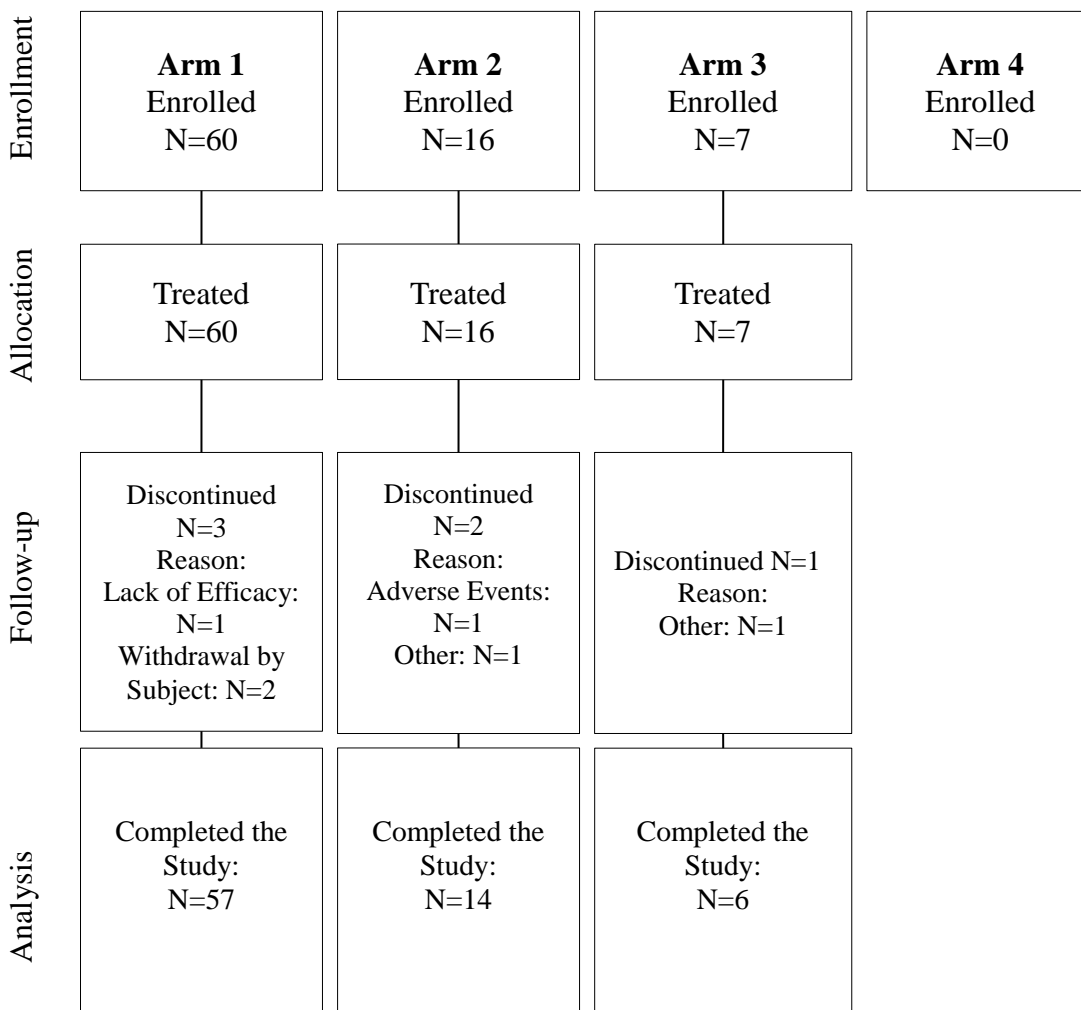 Enrollment
Arm 1
Enrolled
N=60
Arm 2
Enrolled
N=16
Arm 3
Enrolled
N=7
Arm 4
Enrolled
N=0
Allocation
Treated
N=60
Treated
N=16
Treated
N=7
Follow-up
Discontinued
N=3
Reason:
Lack of Efficacy:
N=1
Withdrawal by
Subject: N=2
Discontinued
N=2
Reason:
Adverse Events:
N=1
Other: N=1
Discontinued N=1
Reason:
Other: N=1
Analysis
Completed the
Study:
N=57
Completed the
Study:
N=14
Completed the
Study:
N=6